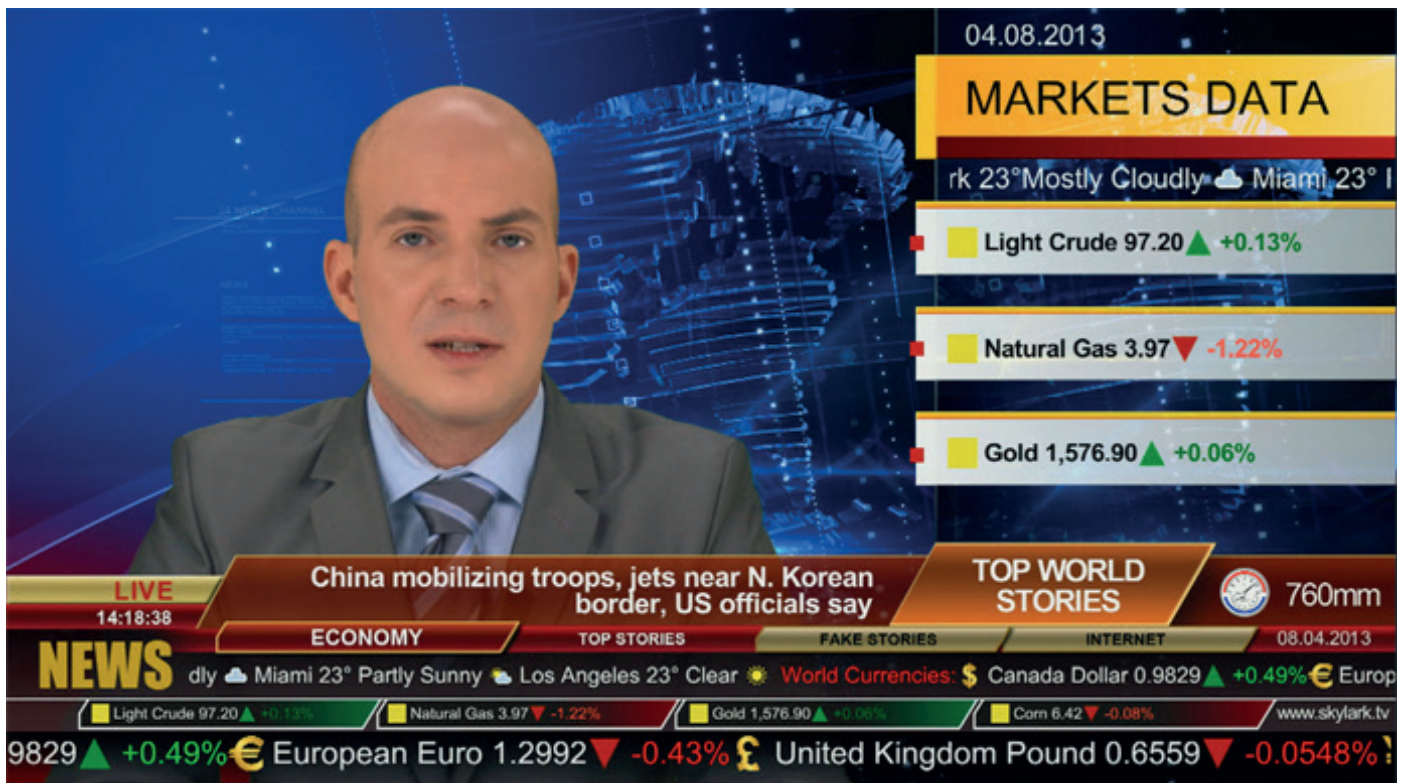 04.08.2013
MARKETS DATA
rk 23°Mostly Cloudly Miami 23°
Light Crude 97.20 ▲ +0.13%
Natural Gas 3.97 ▼ -1.22%
Gold 1,576.90 ▲ +0.06%
24 NEWS CHANNEL
NEWS
China mobilizing troops, jets near N. Korean
border, US officials say
TOP WORLD
STORIES
760mm
LIVE
14:18:38
ECONOMY
TOP STORIES
FAKE STORIES
INTERNET
08.04.2013
NEWS
dly Miami 23° Partly Sunny Los Angeles 23° Clear World Currencies: $ Canada Dollar 0.9829 ▲ +0.49% € Europ
Light Crude 97.20 ▲ +0.13%
Natural Gas 3.97 ▼ -1.22%
Gold 1,576.90 ▲ +0.06%
Corn 6.42 ▼ -0.08%
www.skylark.tv
9829 ▲ +0.49% € European Euro 1.2992 ▼ -0.43% £ United Kingdom Pound 0.6559 ▼ -0.0548%